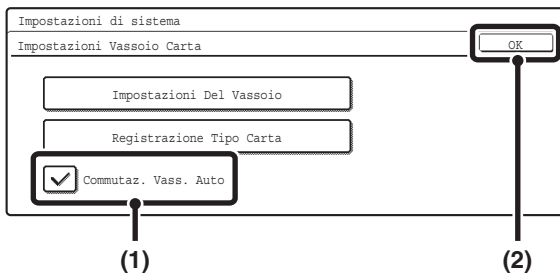 Impostazioni di sistema
Impostazioni Vassoio Carta
OK
Impostazioni Del Vassoio
Registrazione Tipo Carta
Commutaz. Vass. Auto
(1)
(2)